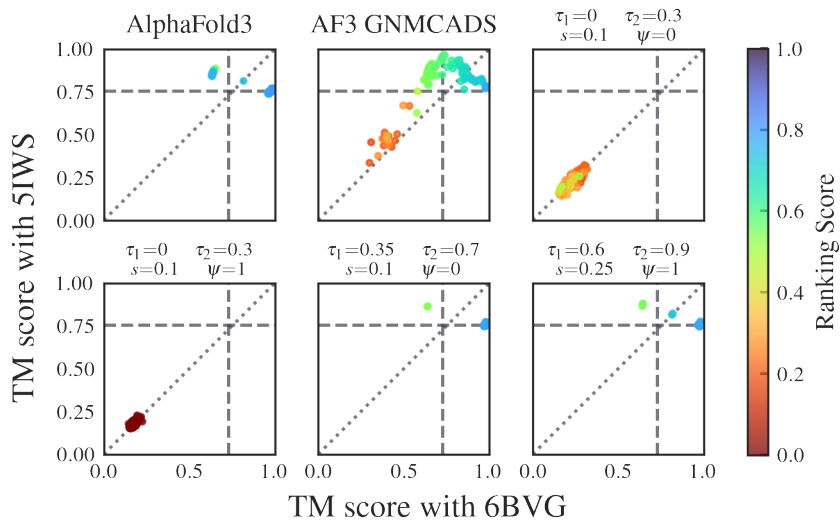 AlphaFold3
AF3 GNMCADS
τ1=0 τ2=0.3
s=0.1 ψ=0
1.00
0.75
0.50
0.25
0.00
τ1=0 τ2=0.3
s=0.1 ψ=1
τ1=0.35 τ2=0.7
s=0.1 ψ=0
τ1=0.6 τ2=0.9
s=0.25 ψ=1
1.00
0.75
0.50
0.25
0.00
0.0 0.5 1.0
0.0 0.5 1.0
0.0 0.5 1.0
TM score with 5IWS
TM score with 6BVG
1.0
0.8
0.6
0.4
0.2
0.0
Ranking Score